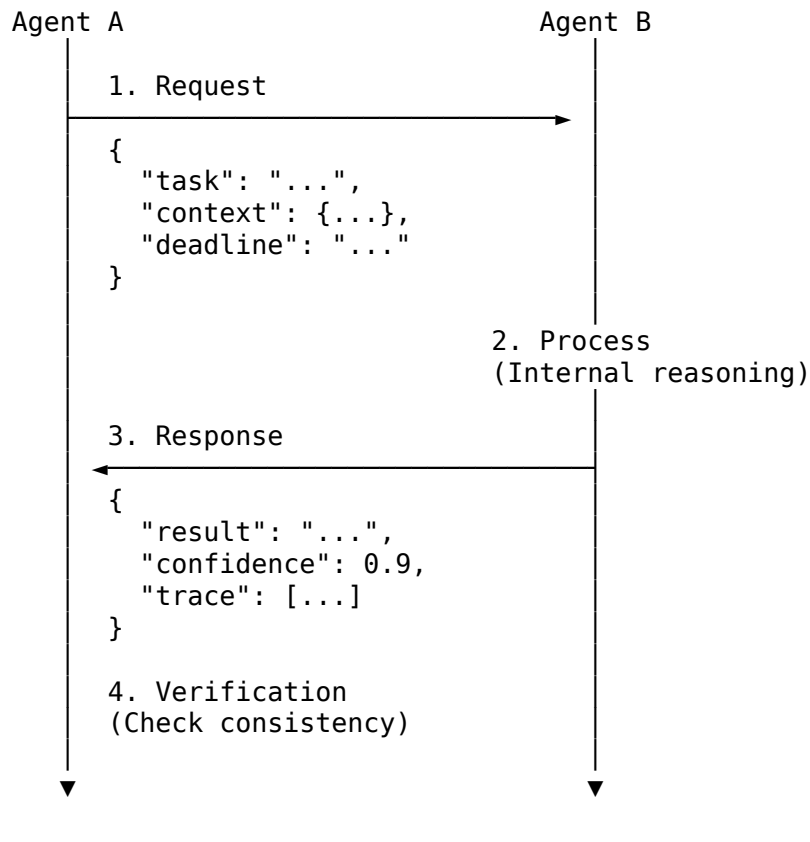 Agent A Agent B
1. Request
{
"task": "...",
"context": {...},
"deadline": "..."
}
2. Process
(Internal reasoning)
3. Response
{
"result": "...",
"confidence": 0.9,
"trace": [...]
}
4. Verification
(Check consistency)